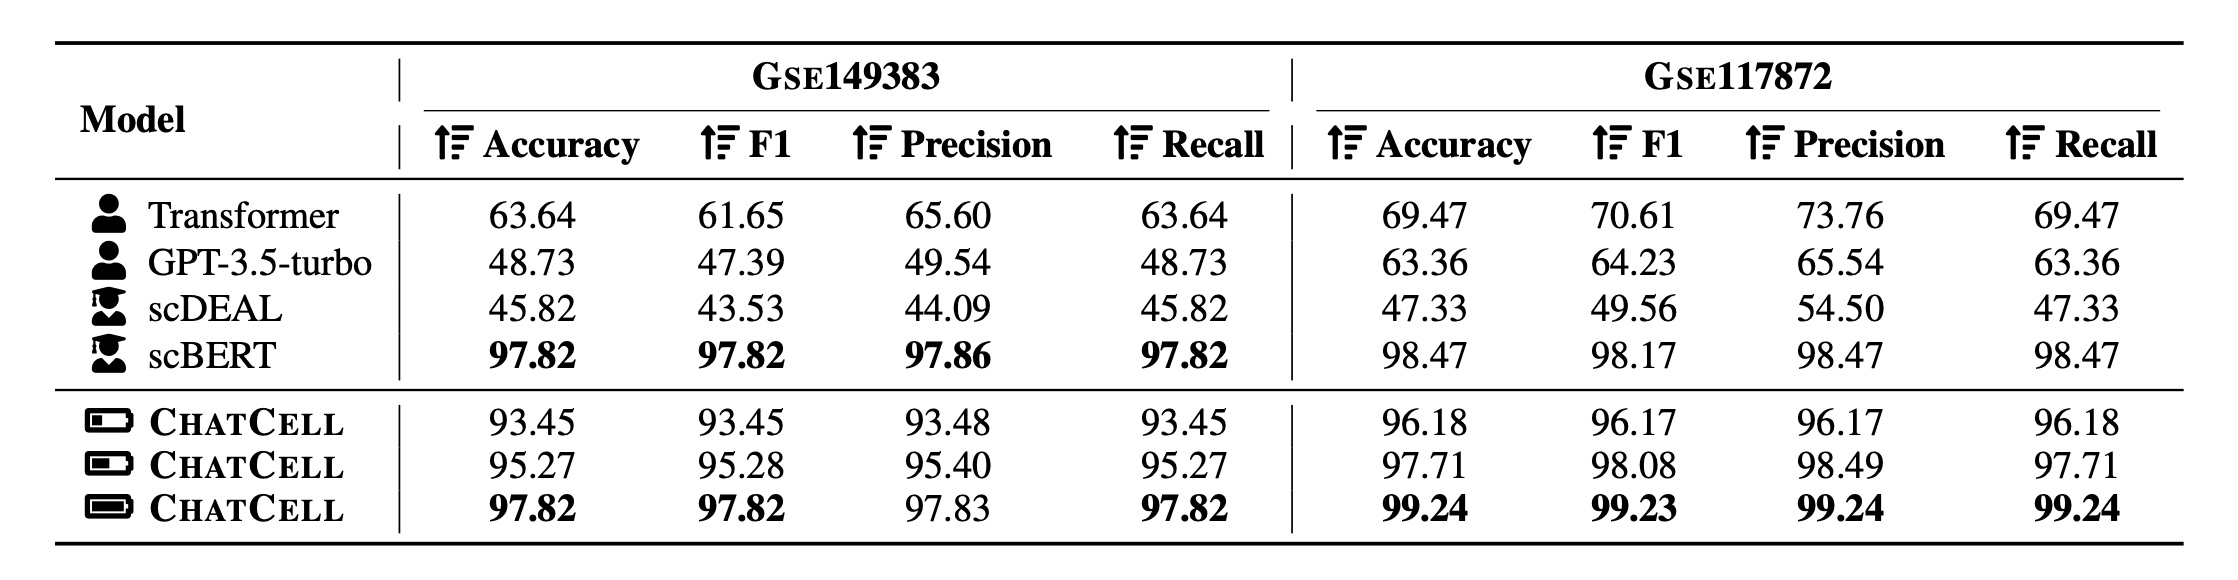 Model GSE149383 GSE117872
Accuracy F1 Precision Recall Accuracy F1 Precision Recall
Transformer 63.64 61.65 65.60 63.64 69.47 70.61 73.76 69.47
GPT-3.5-turbo 48.73 47.39 49.54 48.73 63.36 64.23 65.54 63.36
scDEAL 45.82 43.53 44.09 45.82 47.33 49.56 54.50 47.33
scBERT 97.82 97.82 97.86 97.82 98.47 98.17 98.47 98.47
CHATCELL 93.45 93.45 93.48 93.45 96.18 96.17 96.17 96.18
CHATCELL 95.27 95.28 95.40 95.27 97.71 98.08 98.49 97.71
CHATCELL 97.82 97.82 97.83 97.82 99.24 99.23 99.24 99.24